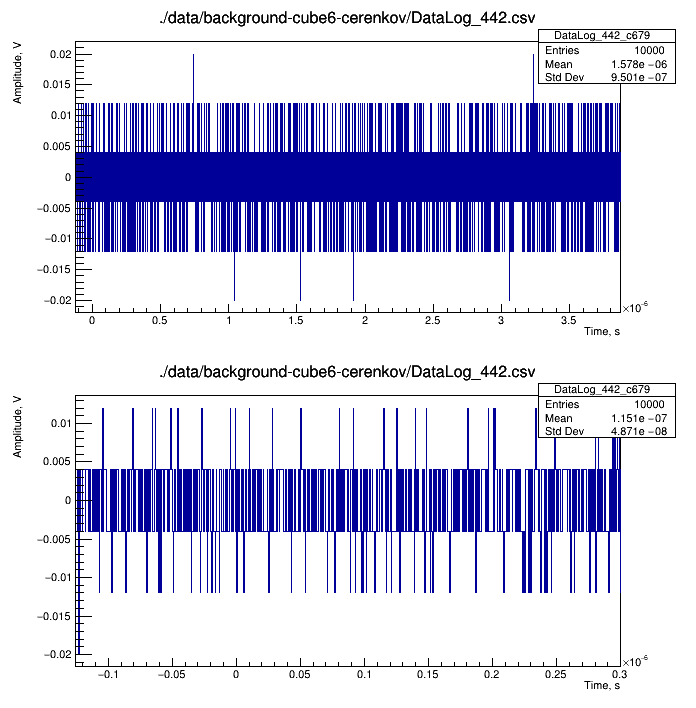 ./data/background-cube6-cerenkov/DataLog_442.csv
DataLog_442_c679
Entries 10000
Mean 1.578e −06
Std Dev 9.501e −07
Amplitude, V
0.02
0.015
0.01
0.005
0
−0.005
−0.01
−0.015
−0.02
0 0.5 1 1.5 2 2.5 3 3.5
×10⁻⁶
Time, s
./data/background-cube6-cerenkov/DataLog_442.csv
DataLog_442_c679
Entries 10000
Mean 1.151e −07
Std Dev 4.871e −08
Amplitude, V
0.01
0.005
0
−0.005
−0.01
−0.015
−0.02
−0.1 −0.05 0 0.05 0.1 0.15 0.2 0.25 0.3
×10⁻⁶
Time, s